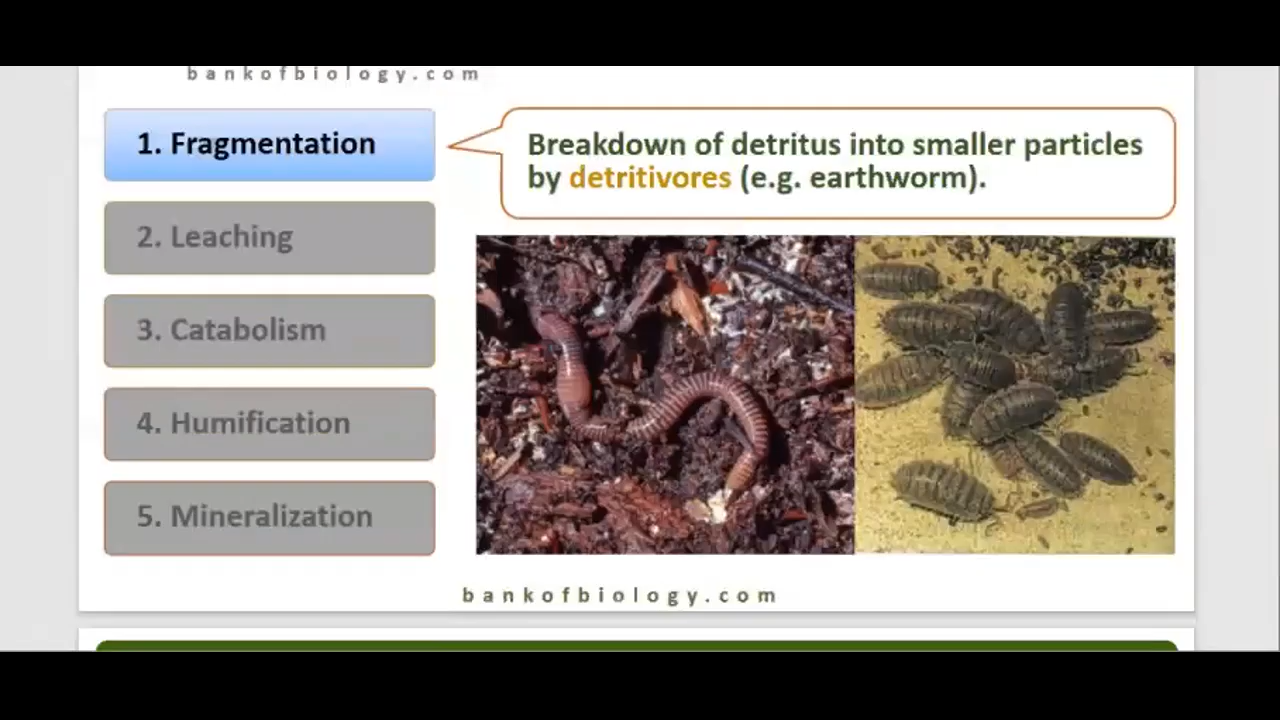 bankofbiology.com
1. Fragmentation
Breakdown of detritus into smaller particles
by detritivores (e.g. earthworm).
2. Leaching
3. Catabolism
4. Humification
5. Mineralization
bankofbiology.com